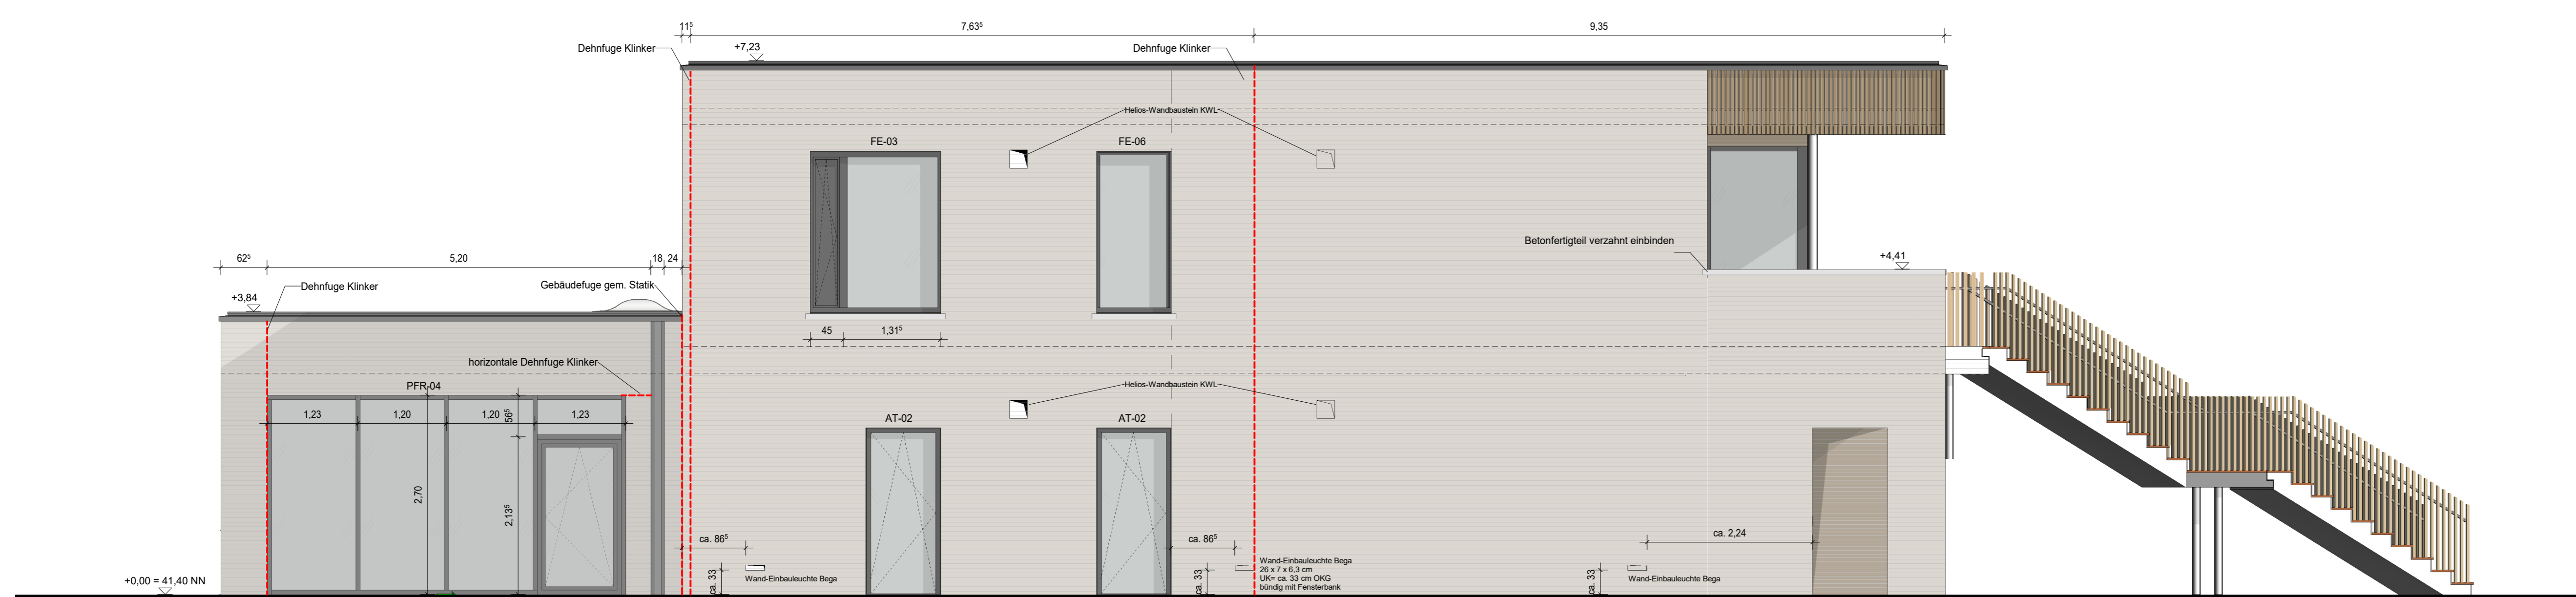 11⁵
7,63⁵
9,35
Dehnfuge Klinker
+7,23
Dehnfuge Klinker
Helios-Wandbaustein KWL
FE-03
FE-06
Betonfertigteil verzahnt einbinden
+4,41
62⁵
5,20
18
24
Dehnfuge Klinker
Gebäudefuge gem. Statik
+3,84
45
1,31⁵
horizontale Dehnfuge Klinker
PFR-04
Helios-Wandbaustein KWL
1,23
1,20
1,20
56⁵
1,23
AT-02
AT-02
2,70
2,13⁵
ca. 86⁵
ca. 86⁵
ca. 2,24
+0,00 = 41,40 NN
ca. 33
Wand-Einbauleuchte Bega
ca. 33
Wand-Einbauleuchte Bega
26 x 7 x 6,3 cm
UK= ca. 33 cm OKG
bündig mit Fensterbank
ca. 33
Wand-Einbauleuchte Bega